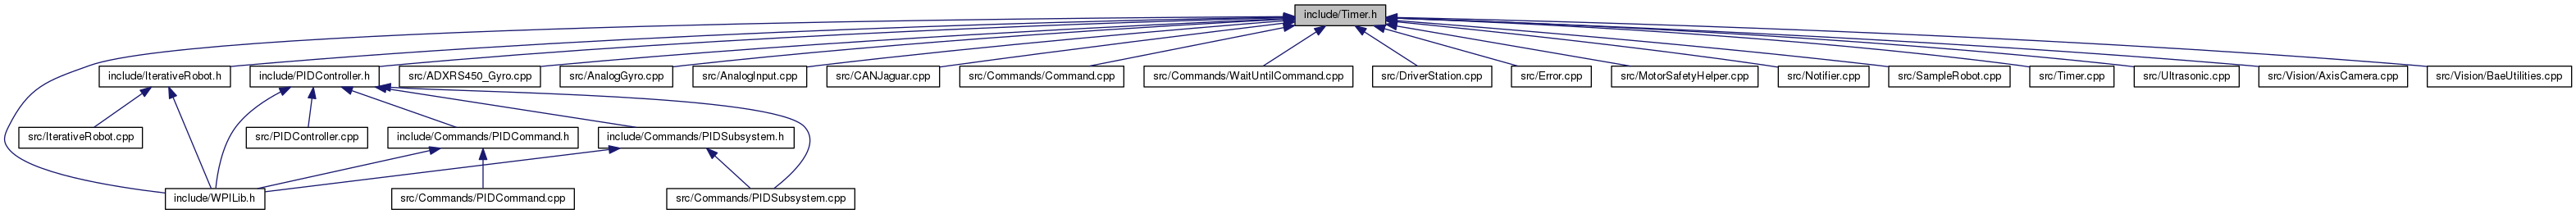 include/Timer.h
include/IterativeRobot.h
include/PIDController.h
src/ADXRS450_Gyro.cpp
src/AnalogGyro.cpp
src/AnalogInput.cpp
src/CANJaguar.cpp
src/Commands/Command.cpp
src/Commands/WaitUntilCommand.cpp
src/DriverStation.cpp
src/Error.cpp
src/MotorSafetyHelper.cpp
src/Notifier.cpp
src/SampleRobot.cpp
src/Timer.cpp
src/Ultrasonic.cpp
src/Vision/AxisCamera.cpp
src/Vision/BaeUtilities.cpp
src/IterativeRobot.cpp
src/PIDController.cpp
include/Commands/PIDCommand.h
include/Commands/PIDSubsystem.h
include/WPILib.h
src/Commands/PIDCommand.cpp
src/Commands/PIDSubsystem.cpp